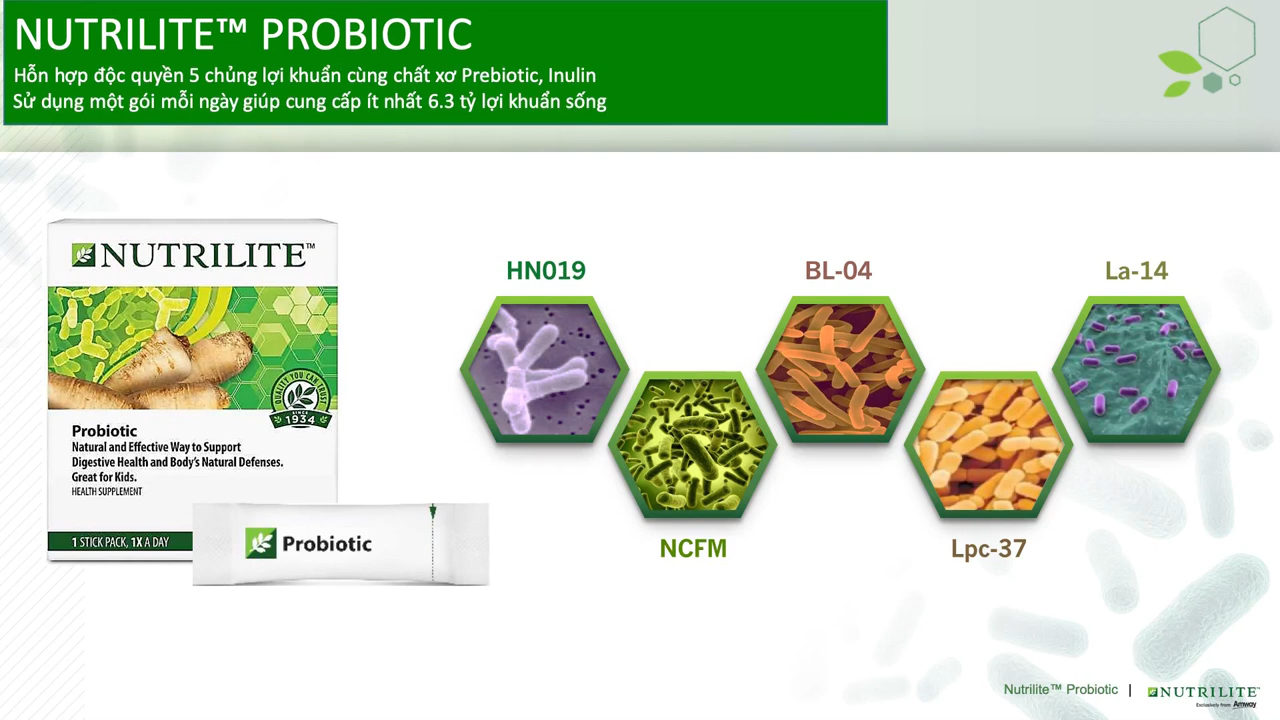 NUTRILITE™ PROBIOTIC
Hỗn hợp độc quyền 5 chủng lợi khuẩn cùng chất xơ Prebiotic, Inulin
Sử dụng một gói mỗi ngày giúp cung cấp ít nhất 6.3 tỷ lợi khuẩn sống
NUTRILITE™
QUALITY YOU CAN TRUST
SINCE
1934
Probiotic
Natural and Effective Way to Support
Digestive Health and Body's Natural Defenses.
Great for Kids.
HEALTH SUPPLEMENT
1 STICK PACK, 1X A DAY
Probiotic
HN019
BL-04
La-14
NCFM
Lpc-37
Nutrilite™ Probiotic |
NUTRILITE™
Exclusively from Amway